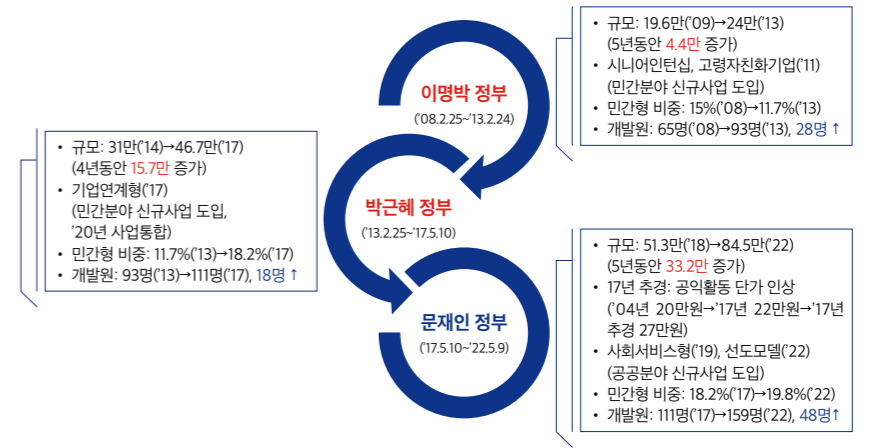 이명박 정부
('08.2.25~'13.2.24)
• 규모: 19.6만('09)→24만('13)
(5년동안 4.4만 증가)
• 시니어인턴십, 고령자친화기업('11)
(민간분야 신규사업 도입)
• 민간형 비중: 15%('08)→11.7%('13)
• 개발원: 65명('08)→93명('13), 28명 ↑
박근혜 정부
('13.2.25~'17.5.10)
• 규모: 31만('14)→46.7만('17)
(4년동안 15.7만 증가)
• 기업연계형('17)
(민간분야 신규사업 도입,
'20년 사업통합)
• 민간형 비중: 11.7%('13)→18.2%('17)
• 개발원: 93명('13)→111명('17), 18명 ↑
문재인 정부
('17.5.10~'22.5.9)
• 규모: 51.3만('18)→84.5만('22)
(5년동안 33.2만 증가)
• 17년 추경: 공익활동 단가 인상
('04년 20만원→'17년 22만원→'17년
추경 27만원)
• 사회서비스형('19), 선도모델('22)
(공공분야 신규사업 도입)
• 민간형 비중: 18.2%('17)→19.8%('22)
• 개발원: 111명('17)→159명('22), 48명↑